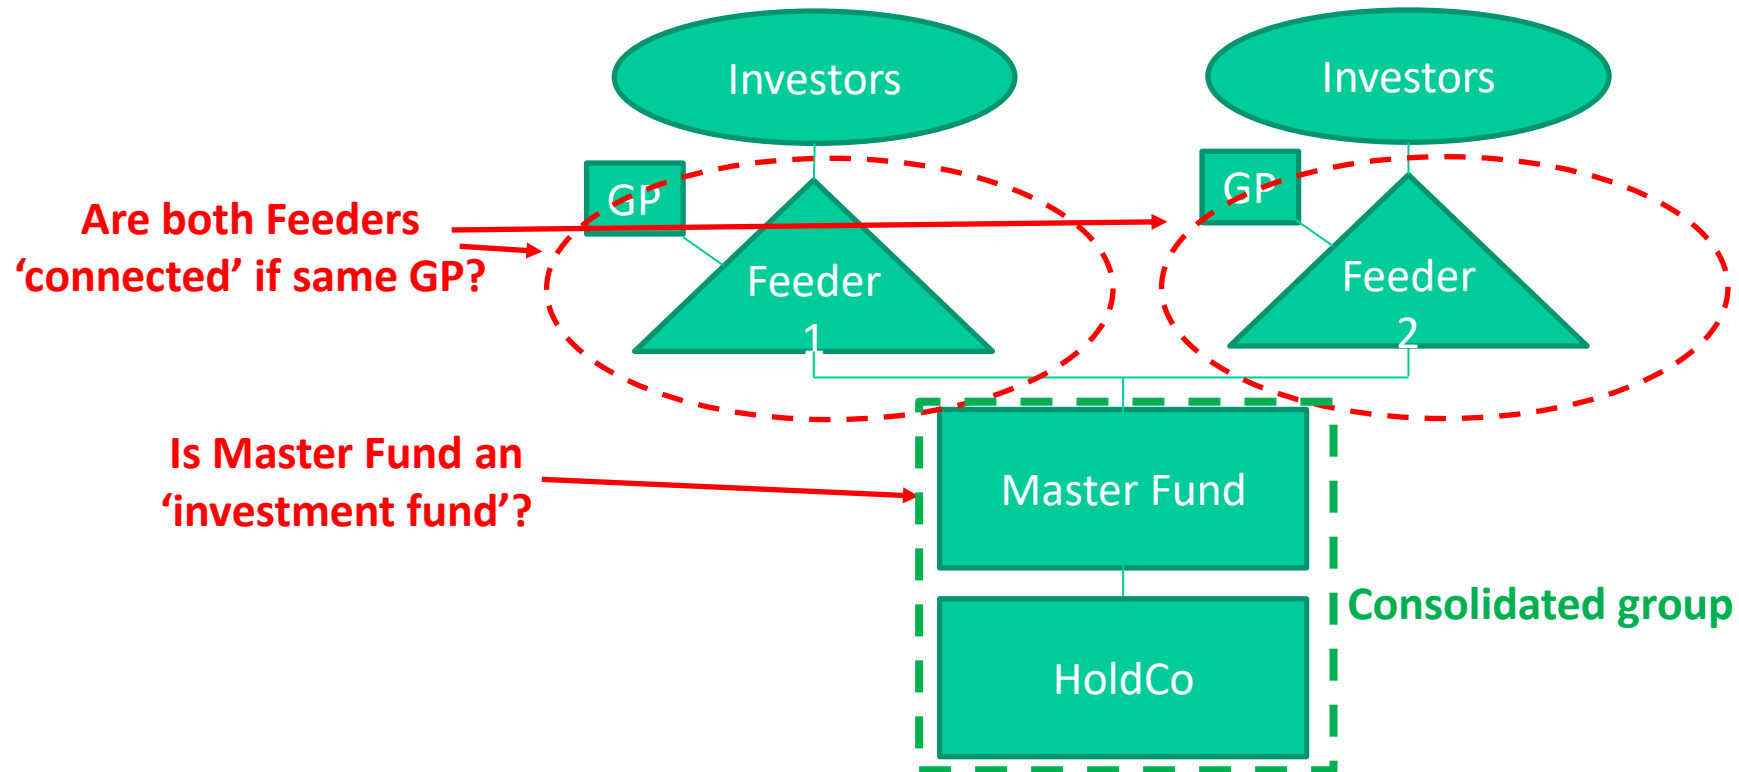 Investors
Investors
GP
GP
Are both Feeders
‘connected’ if same GP?
Feeder
1
Feeder
2
Is Master Fund an
‘investment fund’?
Master Fund
Consolidated group
HoldCo